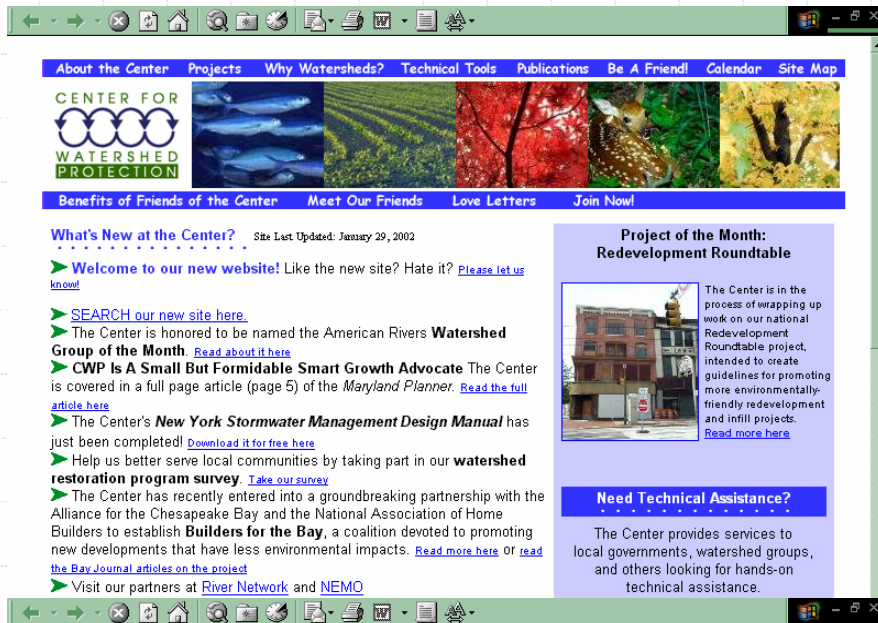 About the Center Projects Why Watersheds? Technical Tools Publications Be A Friend! Calendar Site Map
CENTER FOR
WATERSHED
PROTECTION
Benefits of Friends of the Center Meet Our Friends Love Letters Join Now!
What's New at the Center? Site Last Updated: January 29, 2002
Welcome to our new website! Like the new site? Hate it? Please let us
know!
SEARCH our new site here.
The Center is honored to be named the American Rivers Watershed
Group of the Month. Read about it here
CWP Is A Small But Formidable Smart Growth Advocate The Center
is covered in a full page article (page 5) of the Maryland Planner. Read the full
article here
The Center's New York Stormwater Management Design Manual has
just been completed! Download it for free here
Help us better serve local communities by taking part in our watershed
restoration program survey. Take our survey
The Center has recently entered into a groundbreaking partnership with the
Alliance for the Chesapeake Bay and the National Association of Home
Builders to establish Builders for the Bay, a coalition devoted to promoting
new developments that have less environmental impacts. Read more here or read
the Bay Journal articles on the project
Visit our partners at River Network and NEMO
Project of the Month:
Redevelopment Roundtable
The Center is in the
process of wrapping up
work on our national
Redevelopment
Roundtable project,
intended to create
guidelines for promoting
more environmentally-
friendly redevelopment
and infill projects.
Read more here
Need Technical Assistance?
The Center provides services to
local governments, watershed groups,
and others looking for hands-on
technical assistance.